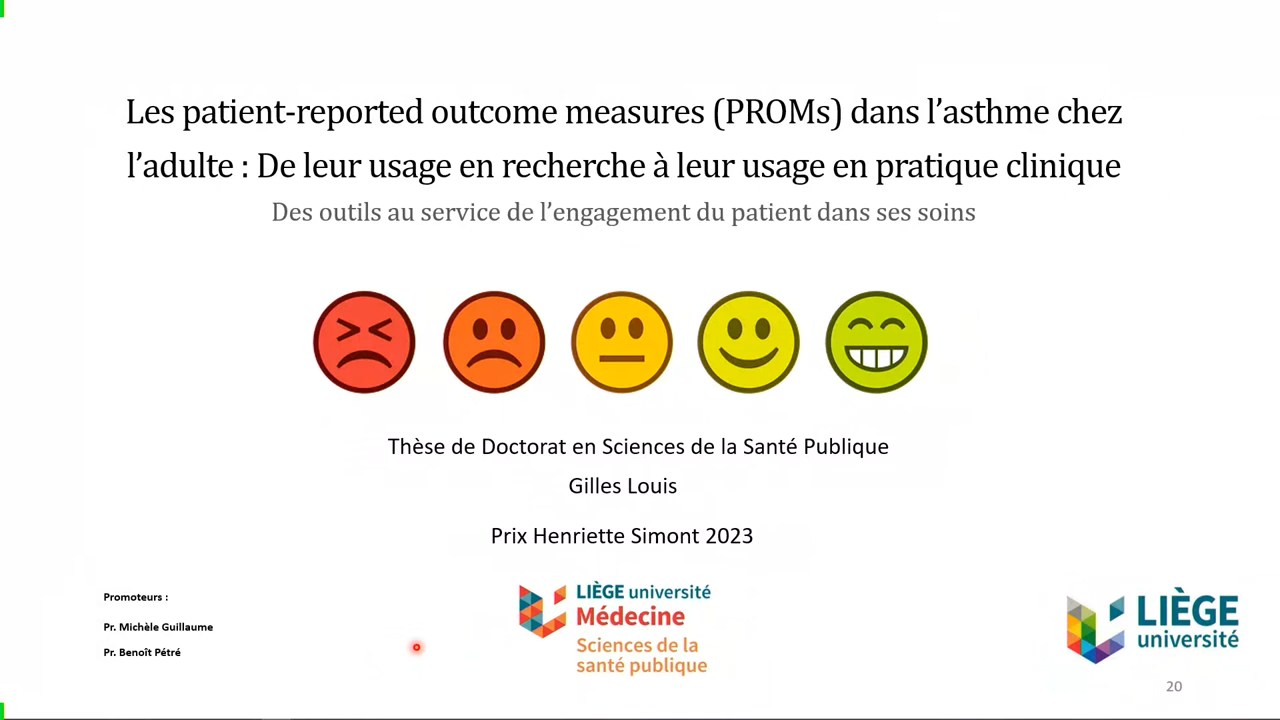 Les patient-reported outcome measures (PROMs) dans l’asthme chez
l’adulte : De leur usage en recherche à leur usage en pratique clinique
Des outils au service de l’engagement du patient dans ses soins
Thèse de Doctorat en Sciences de la Santé Publique
Gilles Louis
Prix Henriette Simont 2023
Promoteurs :
Pr. Michèle Guillaume
Pr. Benoît Pétré
LIÈGE université
Médecine
Sciences de la
santé publique
LIÈGE
université
20